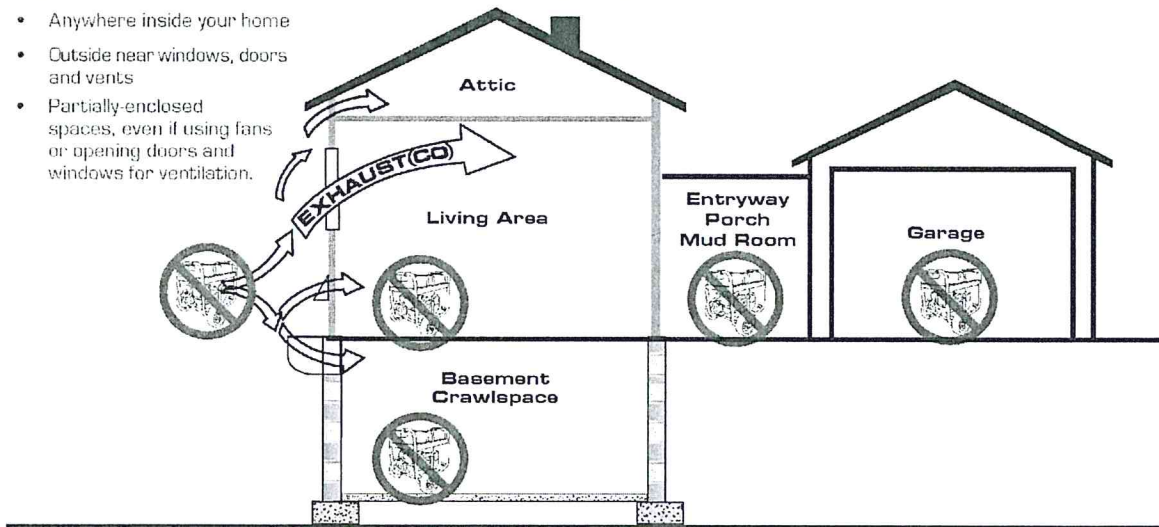 • Anywhere inside your home
• Outside near windows, doors
and vents
• Partially-enclosed
spaces, even if using fans
or opening doors and
windows for ventilation.
Attic
EXHAUST(CO)
Living Area
Entryway
Porch
Mud Room
Garage
Basement
Crawlspace